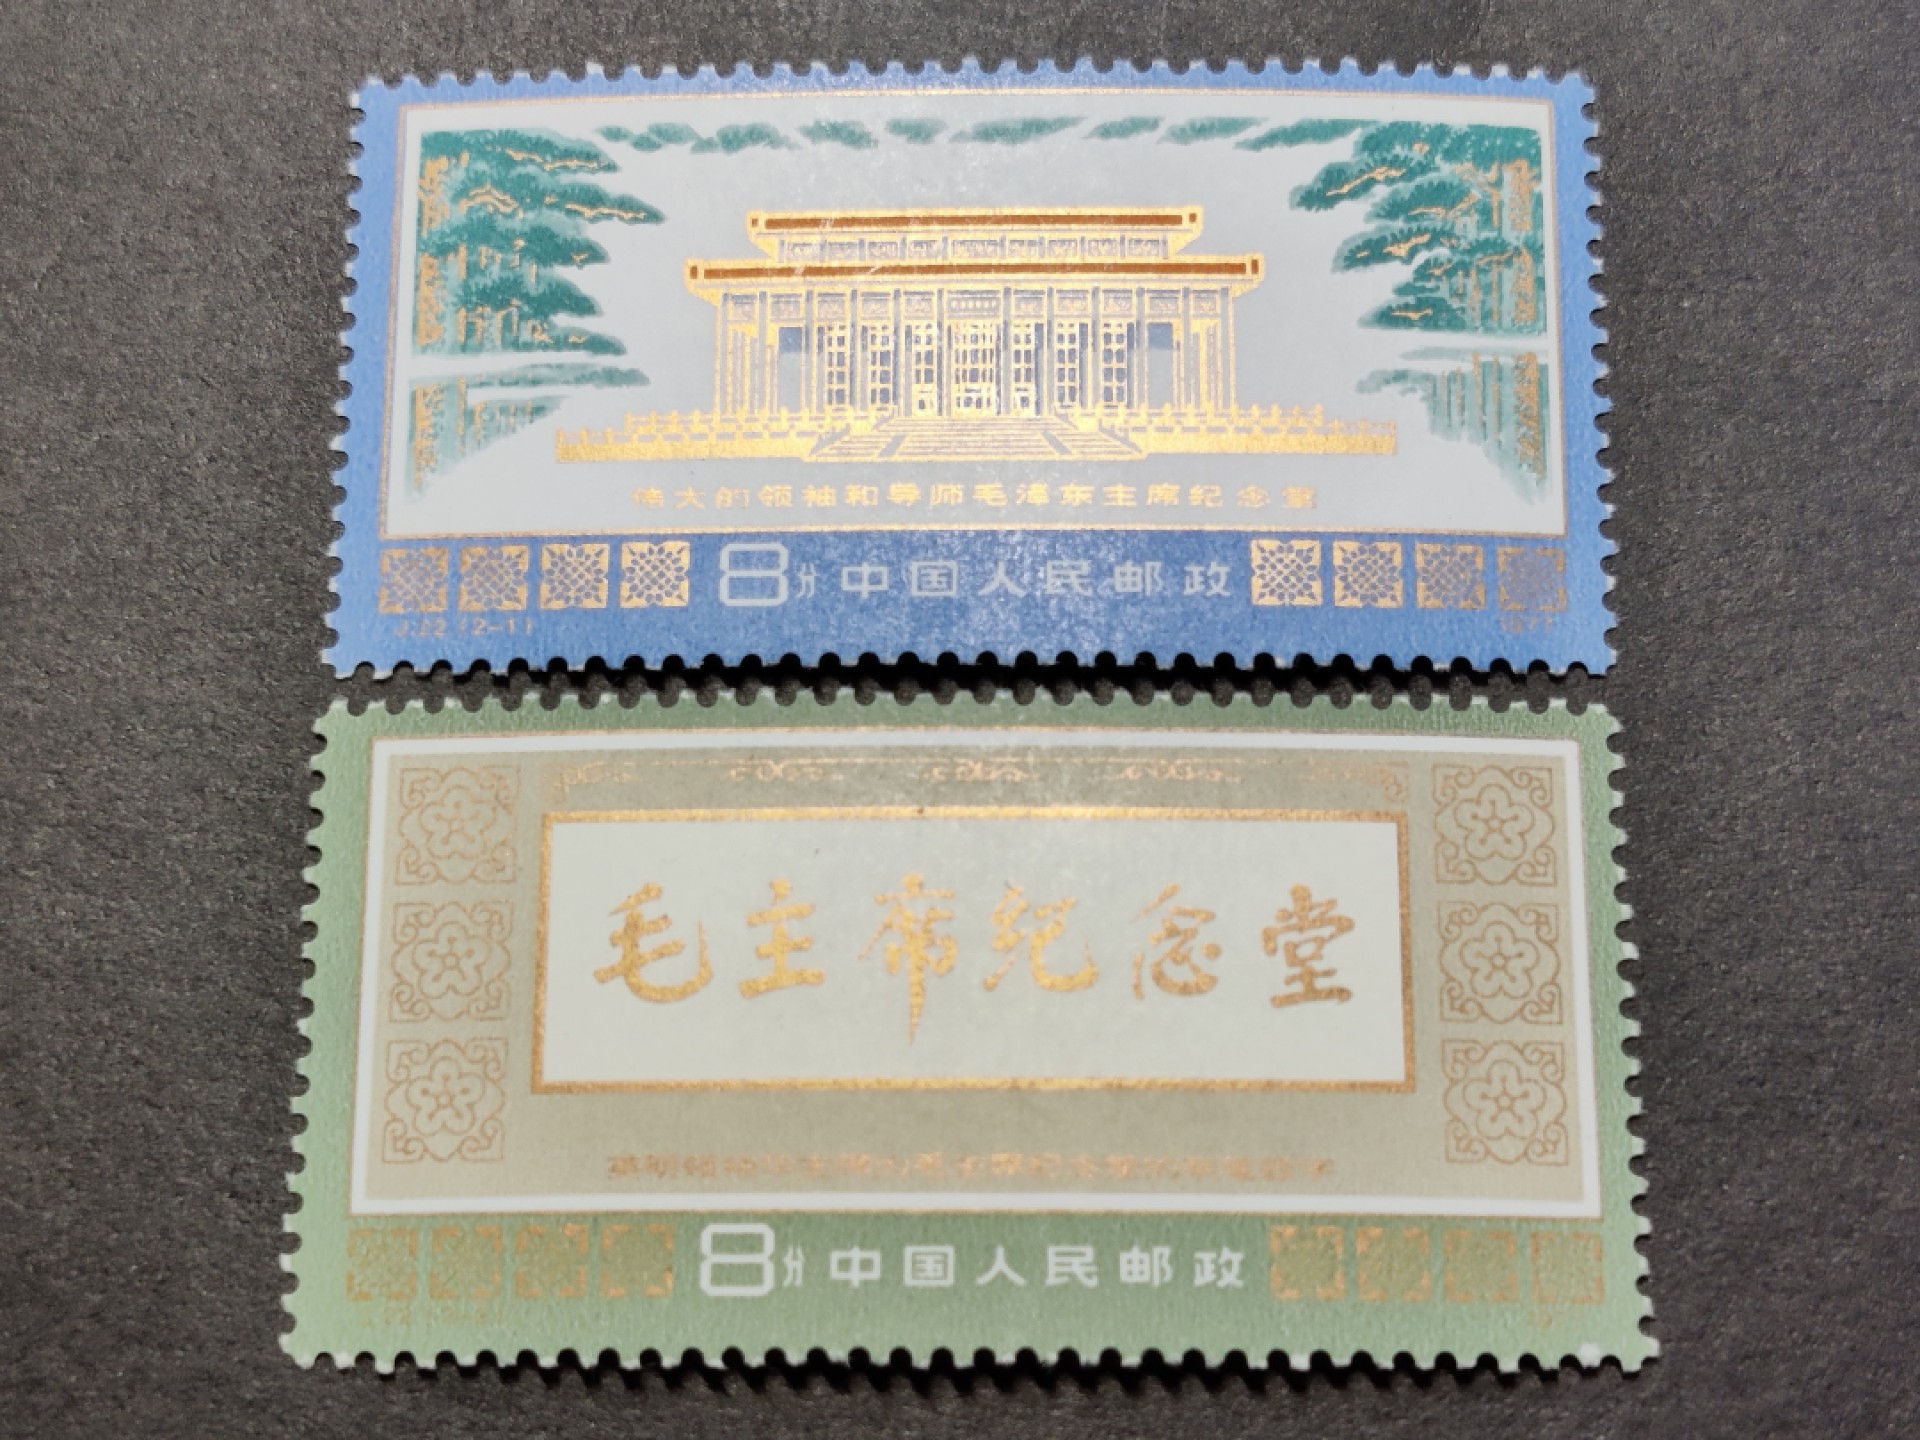 伟大的领袖和导师毛泽东主席纪念堂
8分 中国人民邮政
J.22.(2-1)
1977
毛主席纪念堂
8分 中国人民邮政